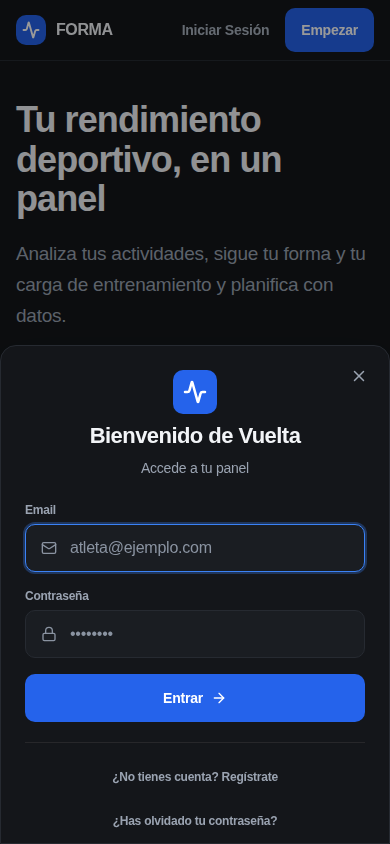 FORMA
Iniciar Sesión
Empezar
Tu rendimiento
deportivo, en un
panel
Analiza tus actividades, sigue tu forma y tu
carga de entrenamiento y planifica con
datos.
Bienvenido de Vuelta
Accede a tu panel
Email
atleta@ejemplo.com
Contraseña
••••••••
Entrar
¿No tienes cuenta? Regístrate
¿Has olvidado tu contraseña?